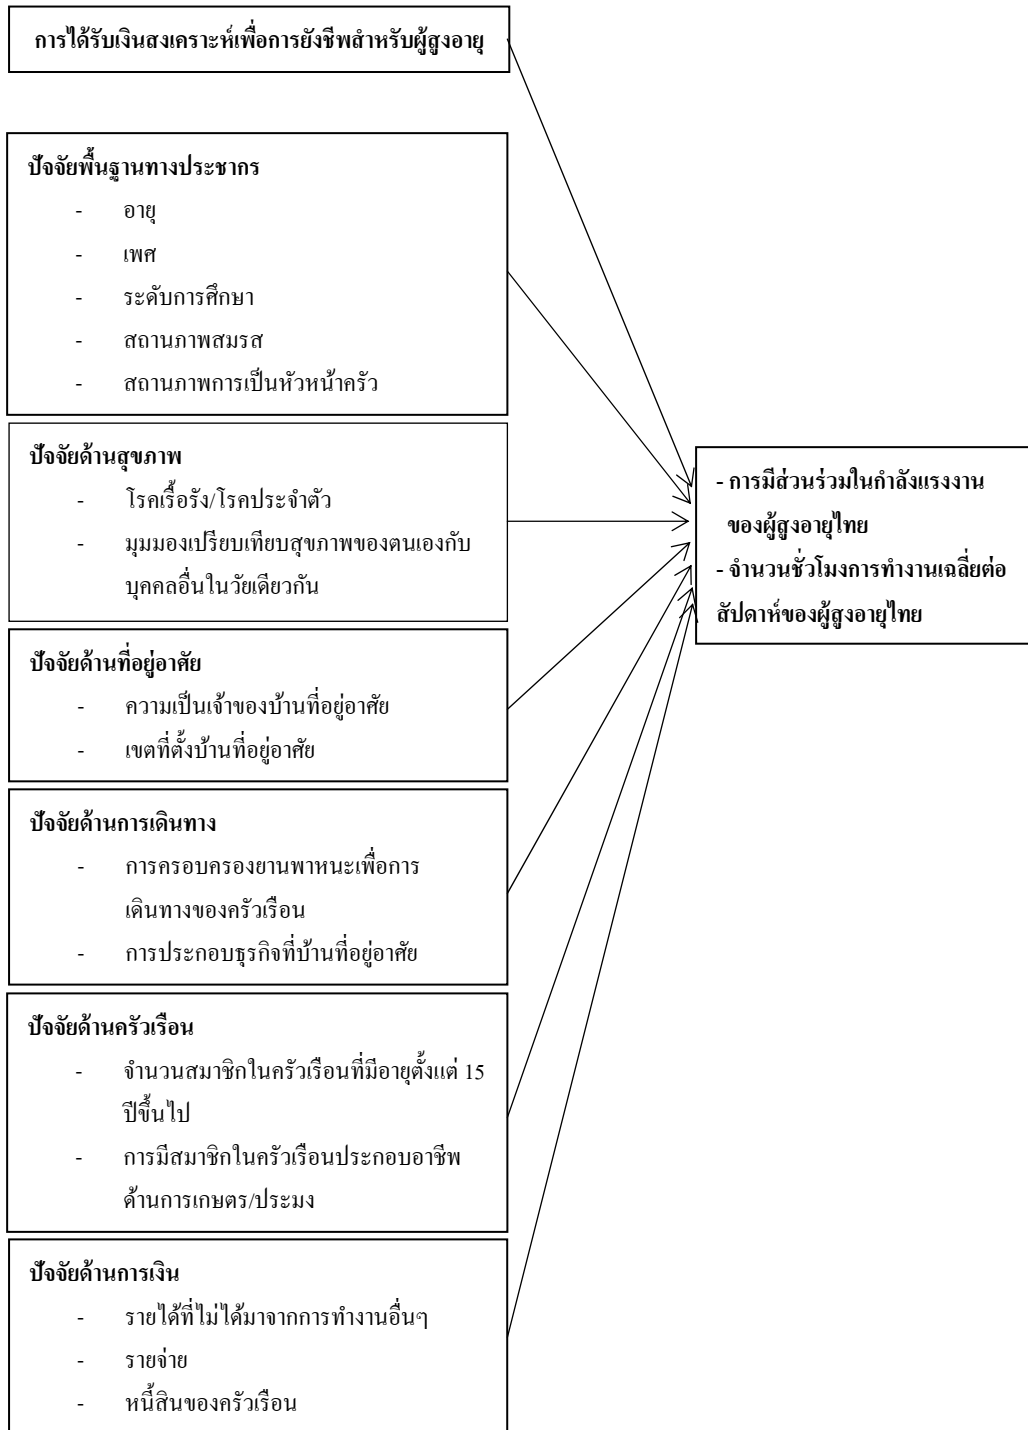 การได้รับเงินสงเคราะห์เพื่อการยังชีพสำหรับผู้สูงอายุ
ปัจจัยพื้นฐานทางประชากร
- อายุ
- เพศ
- ระดับการศึกษา
- สถานภาพสมรส
- สถานภาพการเป็นหัวหน้าครัว
ปัจจัยด้านสุขภาพ
- โรคเรื้อรัง/โรคประจำตัว
- มุมมองเปรียบเทียบสุขภาพของตนเองกับ
บุคคลอื่นในวัยเดียวกัน
ปัจจัยด้านที่อยู่อาศัย
- ความเป็นเจ้าของบ้านที่อยู่อาศัย
- เขตที่ตั้งบ้านที่อยู่อาศัย
ปัจจัยด้านการเดินทาง
- การครอบครองยานพาหนะเพื่อการ
เดินทางของครัวเรือน
- การประกอบธุรกิจที่บ้านที่อยู่อาศัย
ปัจจัยด้านครัวเรือน
- จำนวนสมาชิกในครัวเรือนที่มีอายุตั้งแต่ 15
ปีขึ้นไป
- การมีสมาชิกในครัวเรือนประกอบอาชีพ
ด้านการเกษตร/ประมง
ปัจจัยด้านการเงิน
- รายได้ที่ไม่ได้มาจากการทำงานอื่นๆ
- รายจ่าย
- หนี้สินของครัวเรือน
- การมีส่วนร่วมในกำลังแรงงาน
ของผู้สูงอายุไทย
- จำนวนชั่วโมงการทำงานเฉลี่ยต่อ
สัปดาห์ของผู้สูงอายุไทย